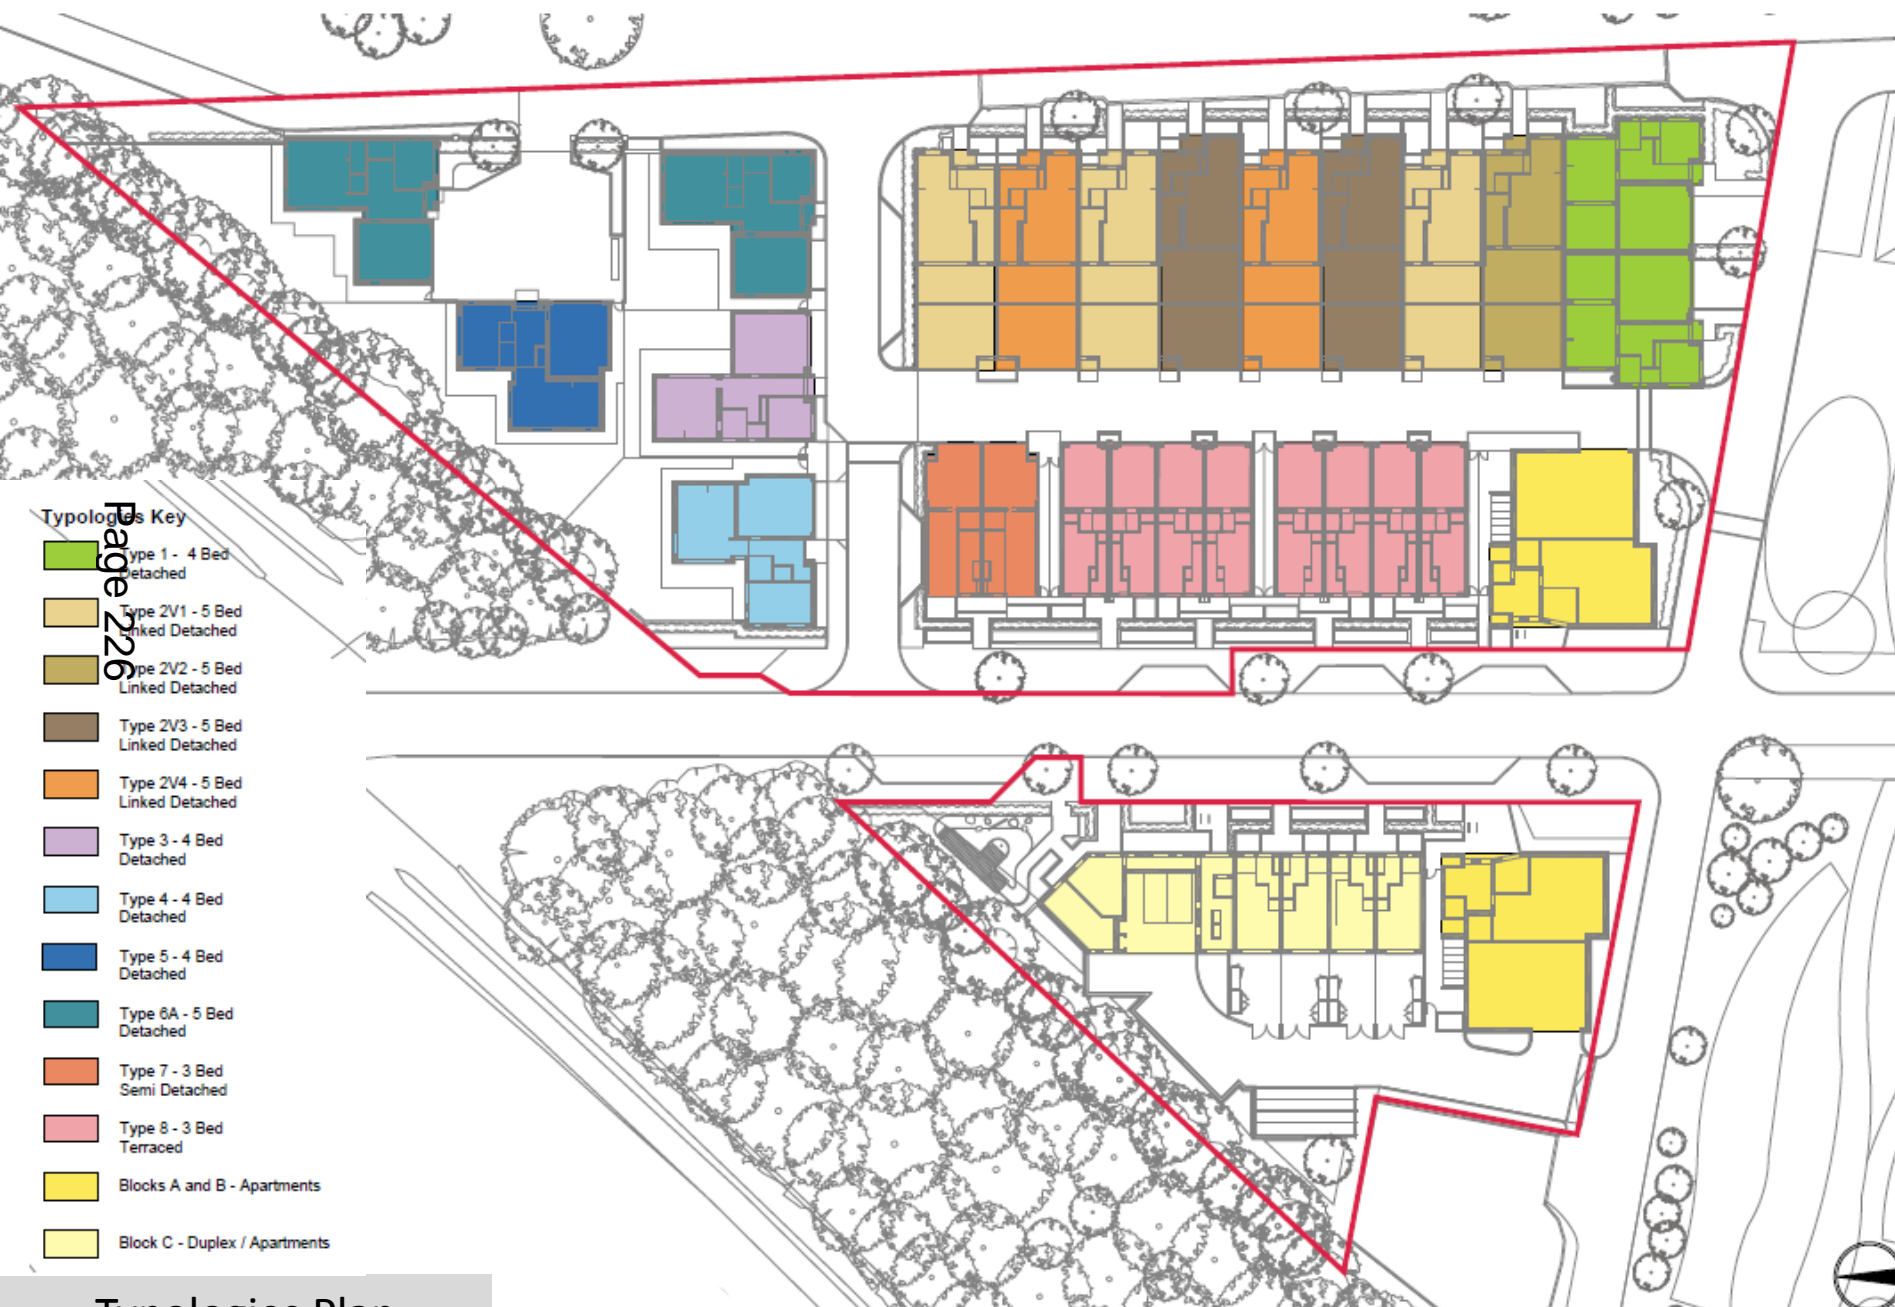 Typologies Key
Type 1 - 4 Bed
Detached
Type 2V1 - 5 Bed
Linked Detached
Type 2V2 - 5 Bed
Linked Detached
Type 2V3 - 5 Bed
Linked Detached
Type 2V4 - 5 Bed
Linked Detached
Type 3 - 4 Bed
Detached
Type 4 - 4 Bed
Detached
Type 5 - 4 Bed
Detached
Type 6A - 5 Bed
Detached
Type 7 - 3 Bed
Semi Detached
Type 8 - 3 Bed
Terraced
Blocks A and B - Apartments
Block C - Duplex / Apartments
Page 226
Typologies Plan